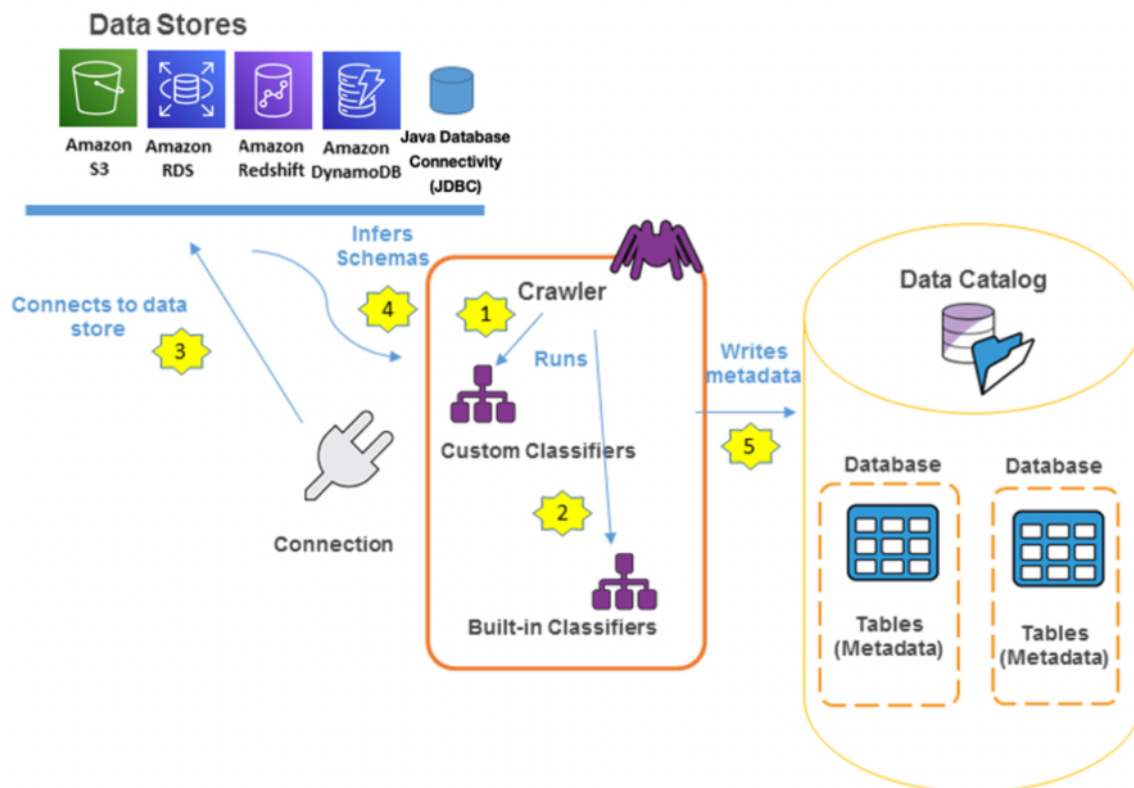 Data Stores
Amazon
S3
Amazon
RDS
Amazon
Redshift
Amazon
DynamoDB
Java Database
Connectivity
(JDBC)
Infers
Schemas
4
Connects to data
store
3
Connection
Crawler
1
Runs
Custom Classifiers
2
Built-in Classifiers
Writes
metadata
5
Data Catalog
Database
Tables
(Metadata)
Database
Tables
(Metadata)